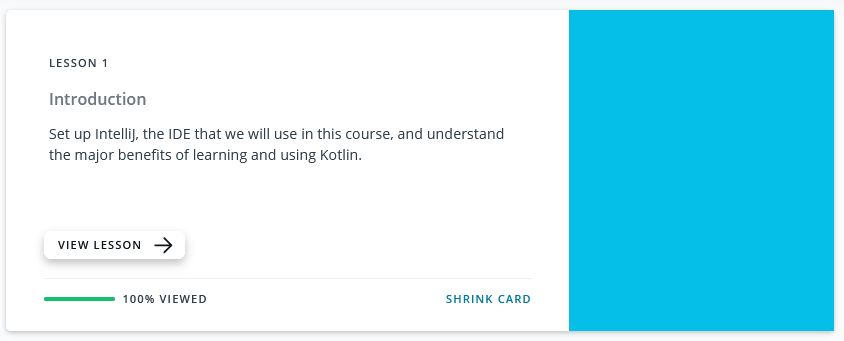 LESSON 1
Introduction
Set up IntelliJ, the IDE that we will use in this course, and understand
the major benefits of learning and using Kotlin.
VIEW LESSON
100% VIEWED
SHRINK CARD